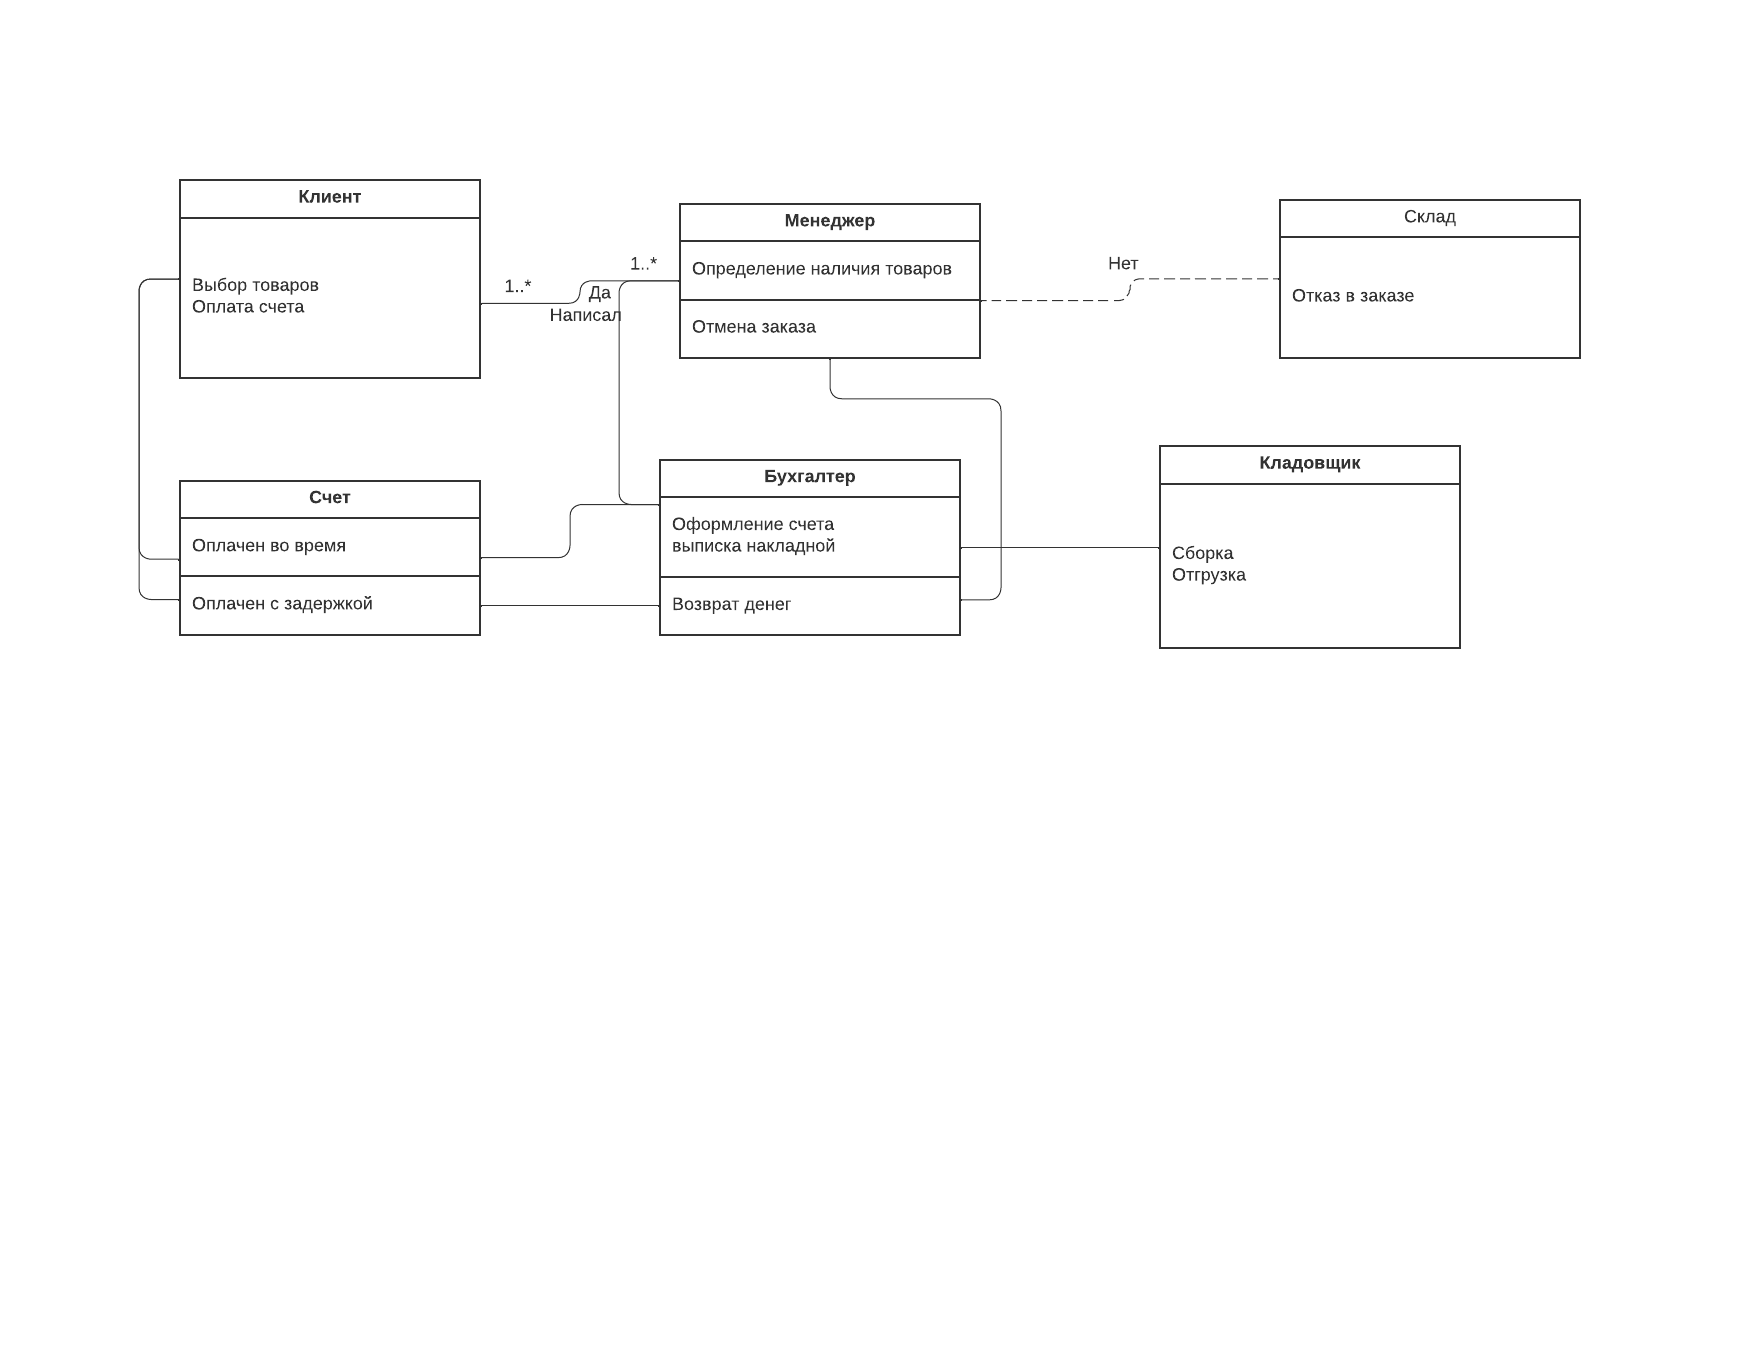 Клиент
Выбор товаров
Оплата счета
1..*
1..*
Да
Написал
Менеджер
Определение наличия товаров
Отмена заказа
Нет
Склад
Отказ в заказе
Счет
Оплачен во время
Оплачен с задержкой
Бухгалтер
Оформление счета
выписка накладной
Возврат денег
Кладовщик
Сборка
Отгрузка